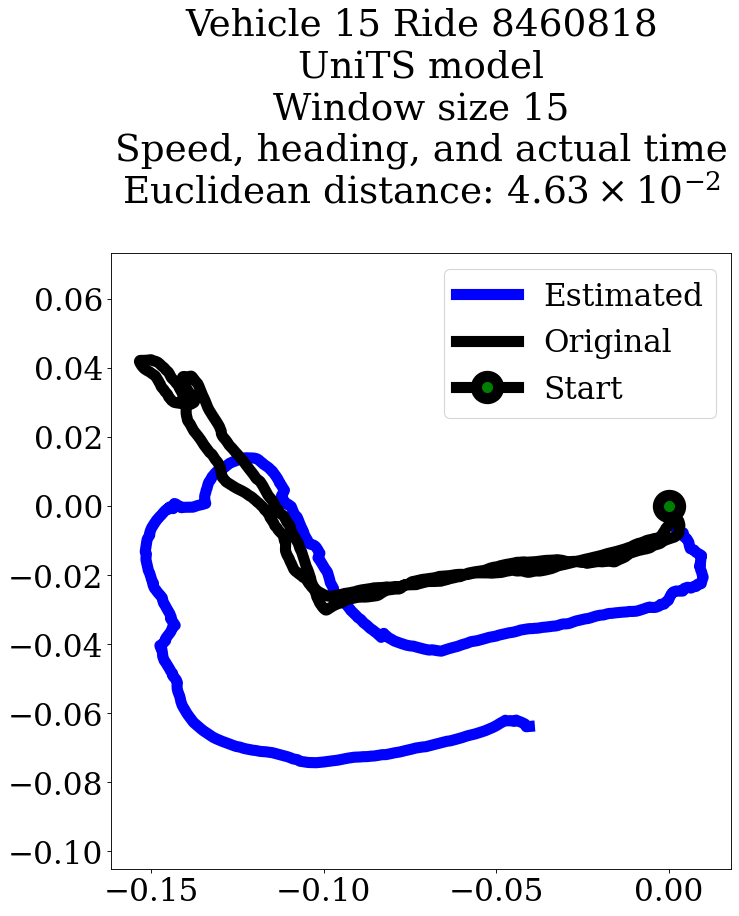 Vehicle 15 Ride 8460818
UniTS model
Window size 15
Speed, heading, and actual time
Euclidean distance: 4.63 × 10⁻²
Estimated
Original
Start
0.06
0.04
0.02
0.00
−0.02
−0.04
−0.06
−0.08
−0.10
−0.15 −0.10 −0.05 0.00